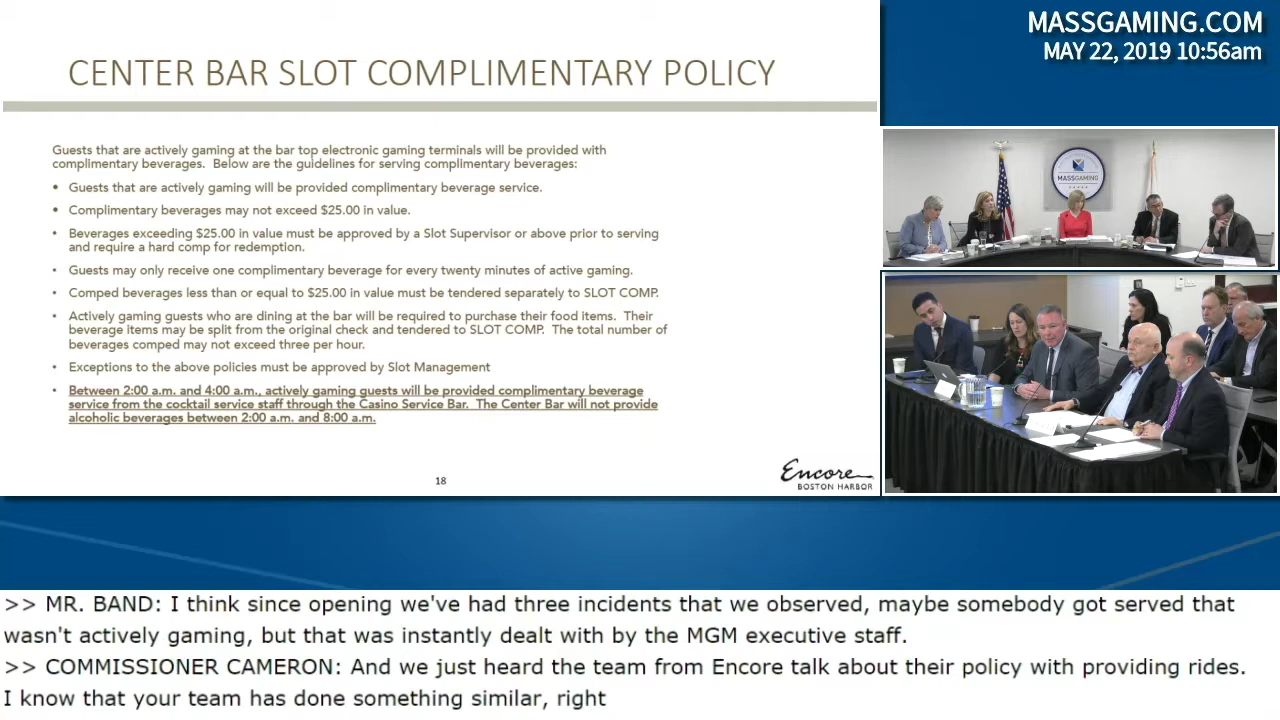 MASSGAMING.COM
MAY 22, 2019 10:56am
CENTER BAR SLOT COMPLIMENTARY POLICY
Guests that are actively gaming at the bar top electronic gaming terminals will be provided with
complimentary beverages. Below are the guidelines for serving complimentary beverages:
• Guests that are actively gaming will be provided complimentary beverage service.
• Complimentary beverages may not exceed $25.00 in value.
• Beverages exceeding $25.00 in value must be approved by a Slot Supervisor or above prior to serving
and require a hard comp for redemption.
• Guests may only receive one complimentary beverage for every twenty minutes of active gaming.
• Comped beverages less than or equal to $25.00 in value must be tendered separately to SLOT COMP.
• Actively gaming guests who are dining at the bar will be required to purchase their food items. Their
beverage items may be split from the original check and tendered to SLOT COMP. The total number of
beverages comped may not exceed three per hour.
• Exceptions to the above policies must be approved by Slot Management
• Between 2:00 a.m. and 4:00 a.m., actively gaming guests will be provided complimentary beverage
service from the cocktail service staff through the Casino Service Bar. The Center Bar will not provide
alcoholic beverages between 2:00 a.m. and 8:00 a.m.
18
Encore
BOSTON HARBOR
MASSGAMING
>> MR. BAND: I think since opening we've had three incidents that we observed, maybe somebody got served that
wasn't actively gaming, but that was instantly dealt with by the MGM executive staff.
>> COMMISSIONER CAMERON: And we just heard the team from Encore talk about their policy with providing rides.
I know that your team has done something similar, right